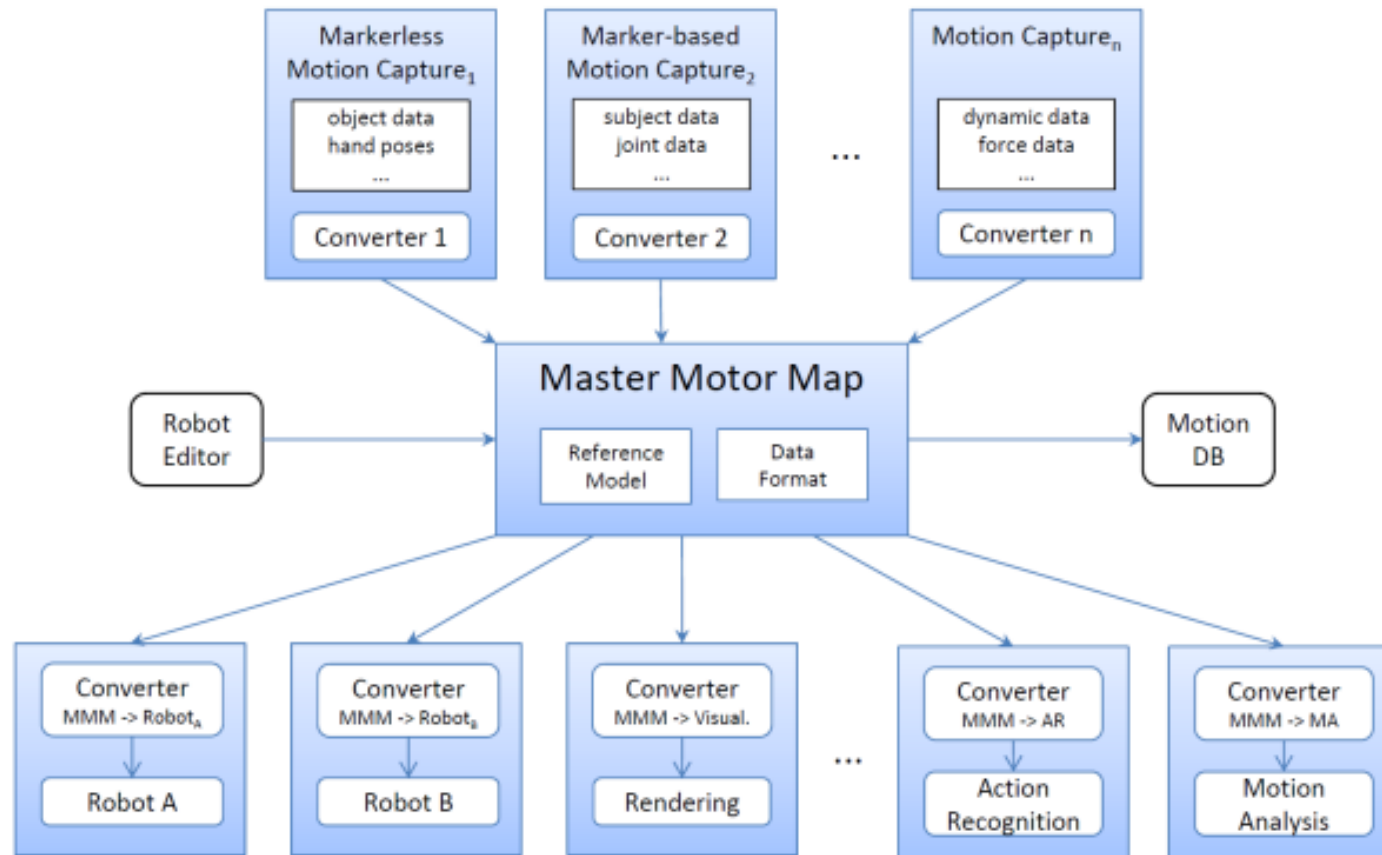 Markerless
Motion Capture₁
object data
hand poses
...
Converter 1
Marker-based
Motion Capture₂
subject data
joint data
...
Converter 2
...
Motion Captureₙ
dynamic data
force data
...
Converter n
Master Motor Map
Reference
Model
Data
Format
Robot
Editor
Motion
DB
Converter
MMM -> Robot_A
Robot A
Converter
MMM -> Robot_B
Robot B
Converter
MMM -> Visual.
Rendering
...
Converter
MMM -> AR
Action
Recognition
Converter
MMM -> MA
Motion
Analysis